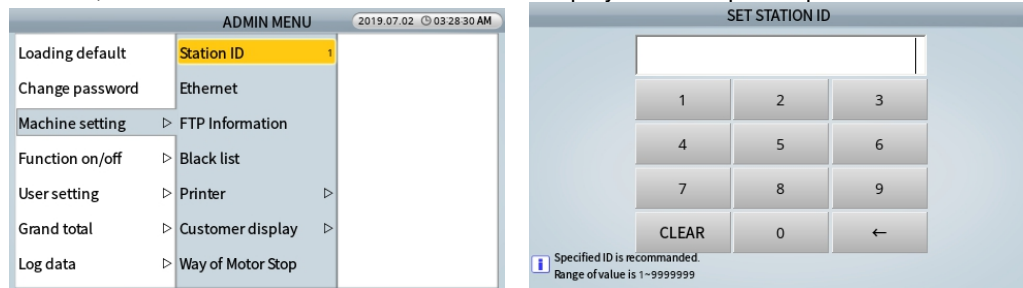 ADMIN MENU 2019.07.02 03:28:30 AM
Loading default
Change password
Machine setting ▷
Function on/off ▷
User setting ▷
Grand total ▷
Log data ▷
Station ID 1
Ethernet
FTP Information
Black list
Printer ▷
Customer display ▷
Way of Motor Stop
SET STATION ID
1 2 3
4 5 6
7 8 9
CLEAR 0 ←
i Specified ID is recommanded.
Range of value is 1~9999999